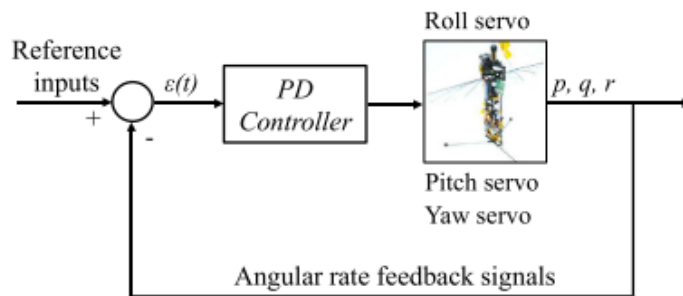 Roll servo
Reference
inputs
ε(t)
PD
Controller
p, q, r
+
-
Pitch servo
Yaw servo
Angular rate feedback signals